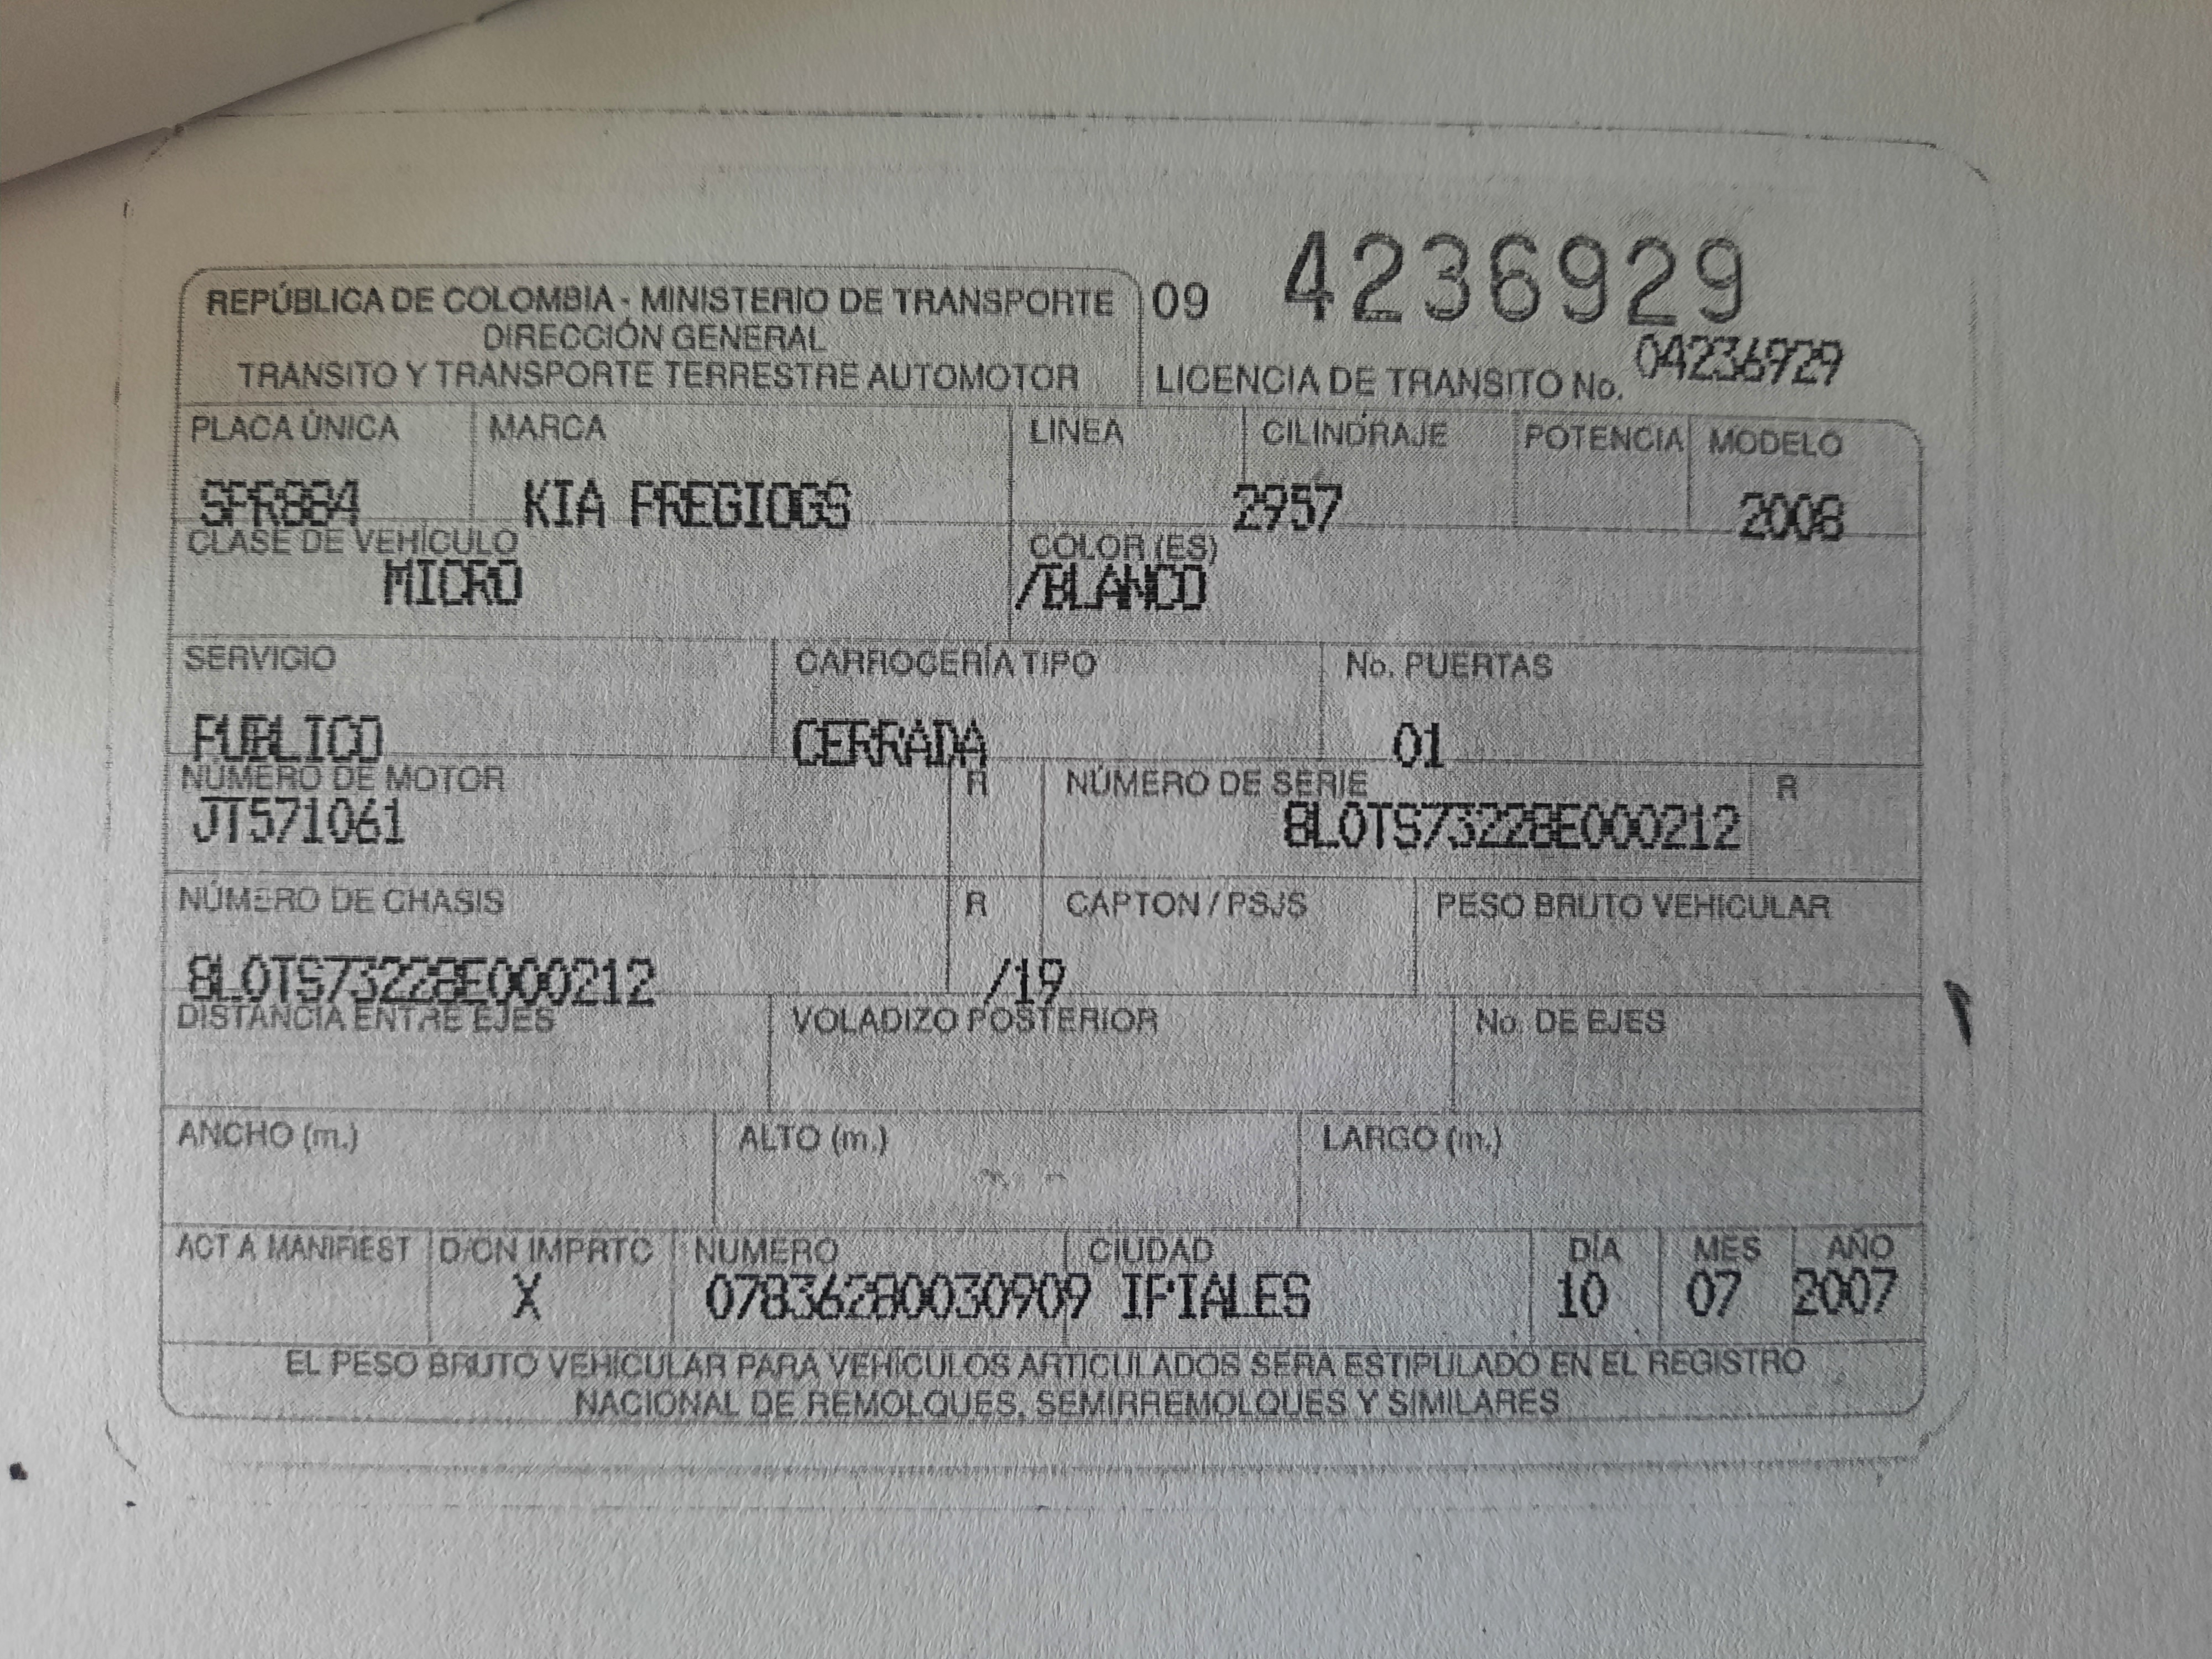 09 4236929
REPÚBLICA DE COLOMBIA - MINISTERIO DE TRANSPORTE
DIRECCIÓN GENERAL
TRANSITO Y TRANSPORTE TERRESTRE AUTOMOTOR
LICENCIA DE TRANSITO No. 04236929
PLACA ÚNICA MARCA LINEA CILINDRAJE POTENCIA MODELO
KIA PREGIOGS 2957 2008
CLASE DE VEHÍCULO COLOR (ES)
MICRO /BLANCO
SERVICIO CARROCERÍA TIPO No. PUERTAS
PUBLICO CERRADA 01
NÚMERO DE MOTOR R NÚMERO DE SERIE R
JT571061 8LOTS73228E000212
NÚMERO DE CHASIS R CAPTON / PSJS PESO BRUTO VEHICULAR
8LOTS73228E000212 /19
DISTANCIA ENTRE EJES VOLADIZO POSTERIOR No. DE EJES
ANCHO (m.) ALTO (m.) LARGO (m.)
ACT A MANIFIEST D/ON IMPRTC NUMERO CIUDAD DÍA MES AÑO
X 07836280030909 IPIALES 10 07 2007
EL PESO BRUTO VEHICULAR PARA VEHÍCULOS ARTICULADOS SERA ESTIPULADO EN EL REGISTRO
NACIONAL DE REMOLQUES, SEMIRREMOLQUES Y SIMILARES